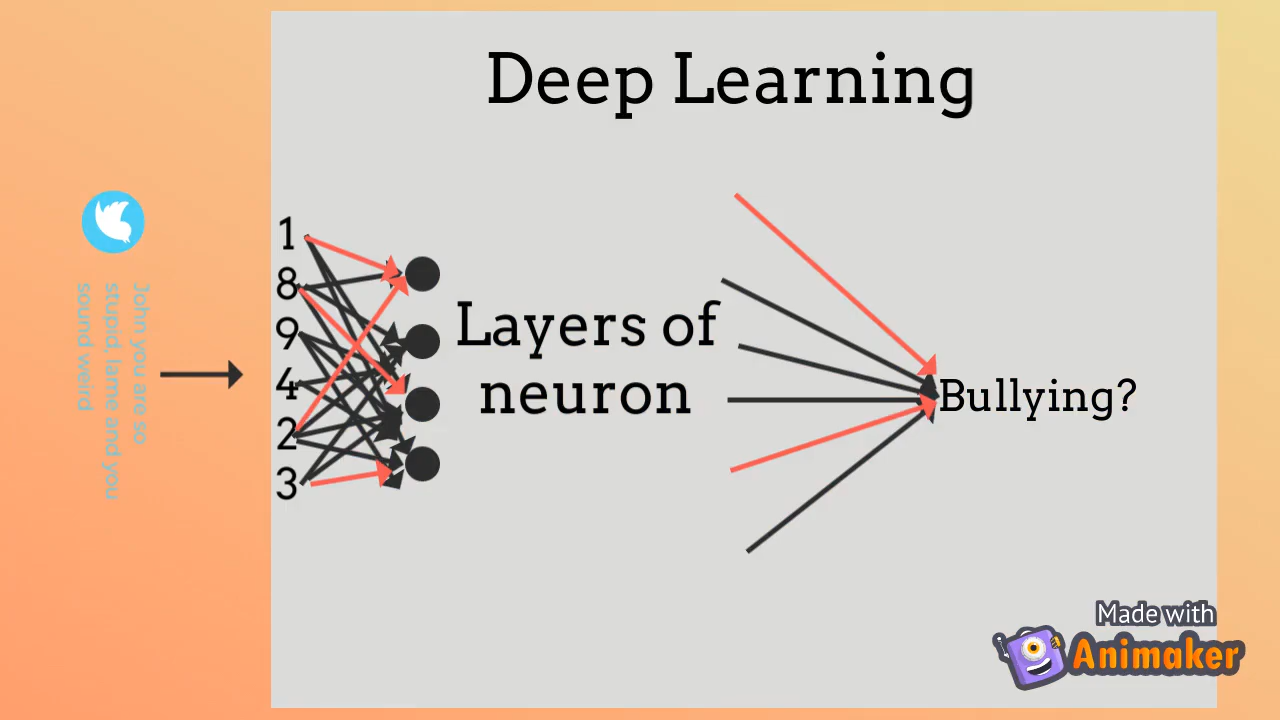 Deep Learning
John you are so
stupid, lame and you
sound weird
1
8
9
4
2
3
Layers of
neuron
Bullying?
Made with
Animaker